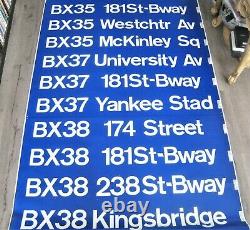 BX35 181St-Bway
BX35 Westchtr Av
BX35 McKinley Sq
BX37 University Av
BX37 181St-Bway
BX37 Yankee Stad
BX38 174 Street
BX38 181St-Bway
BX38 238St-Bway
BX38 Kingsbridge